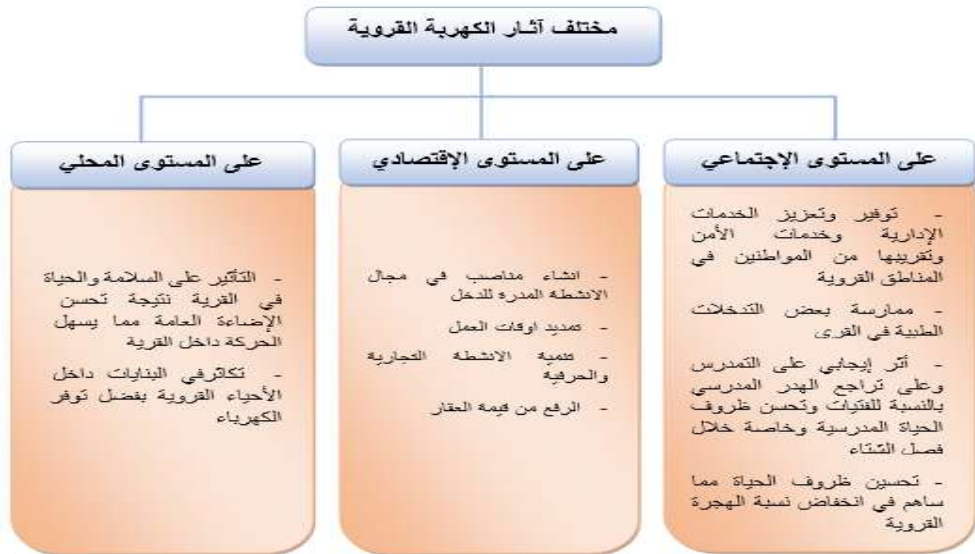 مختلف آثـار الكهربة القروية
على المستوى الإجتماعي
- توفير وتعزيز الخدمات
الإدارية وخدمات الأمن
وتقريبها من المواطنين في
المناطق القروية
- ممارسة بعض التدخلات
الطبية في القرى
- أثر إيجابي على التمدرس
وعلى تراجع الهدر المدرسي
بالنسبة للفتيات وتحسن ظروف
الحياة المدرسية وخاصة خلال
فصل الشتاء
- تحسين ظروف الحياة مما
ساهم في انخفاض نسبة الهجرة
القروية
على المستوى الإقتصادي
- انشاء مناصب في مجال
الانشطة المدرة للدخل
- تمديد اوقات العمل
- تنمية الانشطة التجارية
والحرفية
- الرفع من قيمة العقار
على المستوى المحلي
- التأثير على السلامة والحياة
في القرية نتيجة تحسن
الإضاءة العامة مما يسهل
الحركة داخل القرية
- تكاثرفي البنايات داخل
الأحياء القروية بفضل توفر
الكهرباء